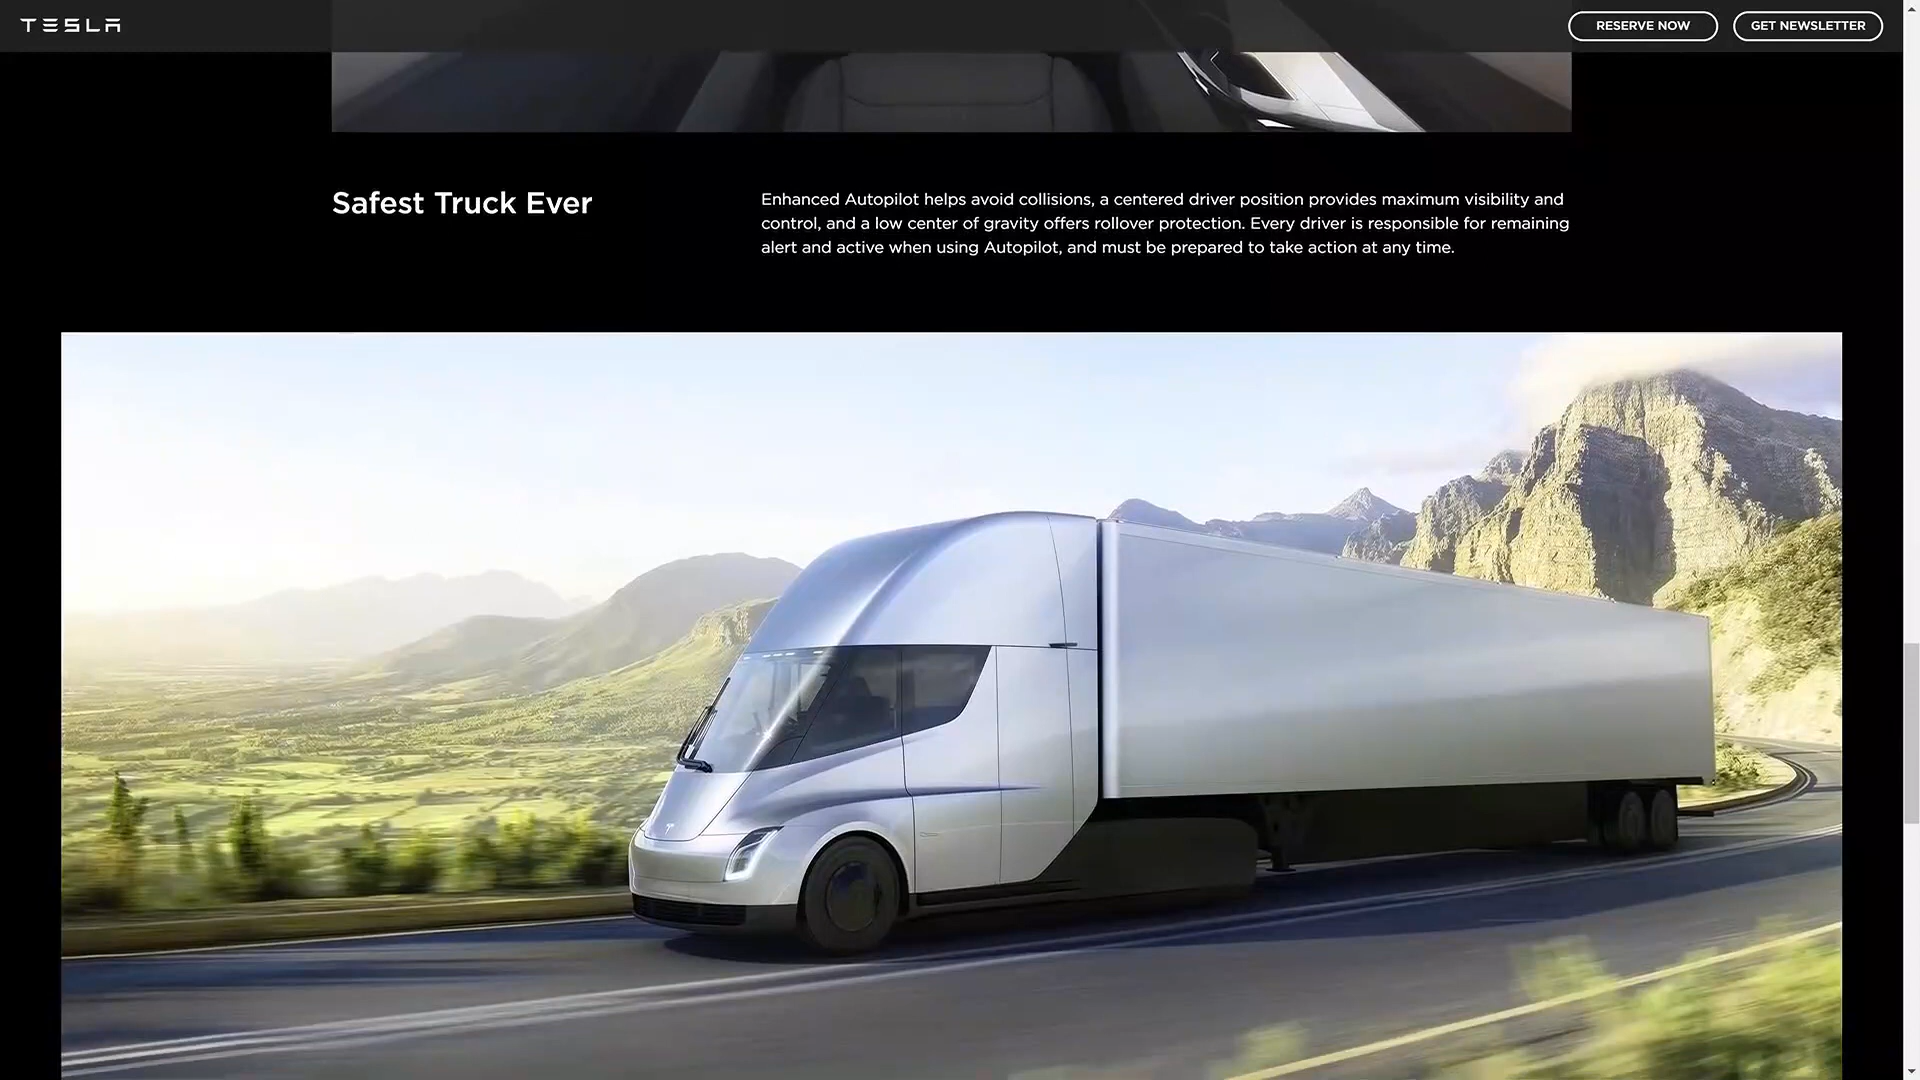 TESLA
RESERVE NOW
GET NEWSLETTER
Safest Truck Ever
Enhanced Autopilot helps avoid collisions, a centered driver position provides maximum visibility and
control, and a low center of gravity offers rollover protection. Every driver is responsible for remaining
alert and active when using Autopilot, and must be prepared to take action at any time.